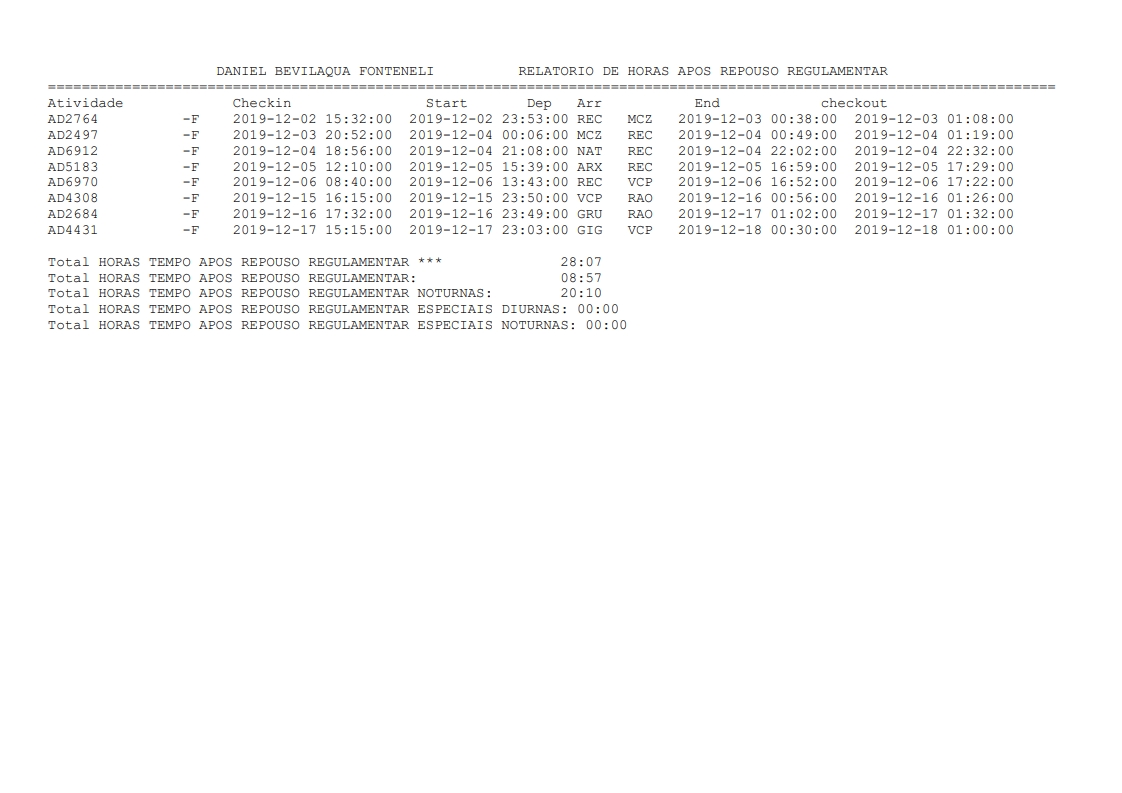 DANIEL BEVILAQUA FONTENELI          RELATORIO DE HORAS APOS REPOUSO REGULAMENTAR
========================================================================================================================
Atividade             Checkin                Start       Dep   Arr           End            checkout
AD2764          -F    2019-12-02 15:32:00  2019-12-02 23:53:00 REC   MCZ   2019-12-03 00:38:00  2019-12-03 01:08:00
AD2497          -F    2019-12-03 20:52:00  2019-12-04 00:06:00 MCZ   REC   2019-12-04 00:49:00  2019-12-04 01:19:00
AD6912          -F    2019-12-04 18:56:00  2019-12-04 21:08:00 NAT   REC   2019-12-04 22:02:00  2019-12-04 22:32:00
AD5183          -F    2019-12-05 12:10:00  2019-12-05 15:39:00 ARX   REC   2019-12-05 16:59:00  2019-12-05 17:29:00
AD6970          -F    2019-12-06 08:40:00  2019-12-06 13:43:00 REC   VCP   2019-12-06 16:52:00  2019-12-06 17:22:00
AD4308          -F    2019-12-15 16:15:00  2019-12-15 23:50:00 VCP   RAO   2019-12-16 00:56:00  2019-12-16 01:26:00
AD2684          -F    2019-12-16 17:32:00  2019-12-16 23:49:00 GRU   RAO   2019-12-17 01:02:00  2019-12-17 01:32:00
AD4431          -F    2019-12-17 15:15:00  2019-12-17 23:03:00 GIG   VCP   2019-12-18 00:30:00  2019-12-18 01:00:00
Total HORAS TEMPO APOS REPOUSO REGULAMENTAR ***              28:07
Total HORAS TEMPO APOS REPOUSO REGULAMENTAR:                 08:57
Total HORAS TEMPO APOS REPOUSO REGULAMENTAR NOTURNAS:        20:10
Total HORAS TEMPO APOS REPOUSO REGULAMENTAR ESPECIAIS DIURNAS: 00:00
Total HORAS TEMPO APOS REPOUSO REGULAMENTAR ESPECIAIS NOTURNAS: 00:00